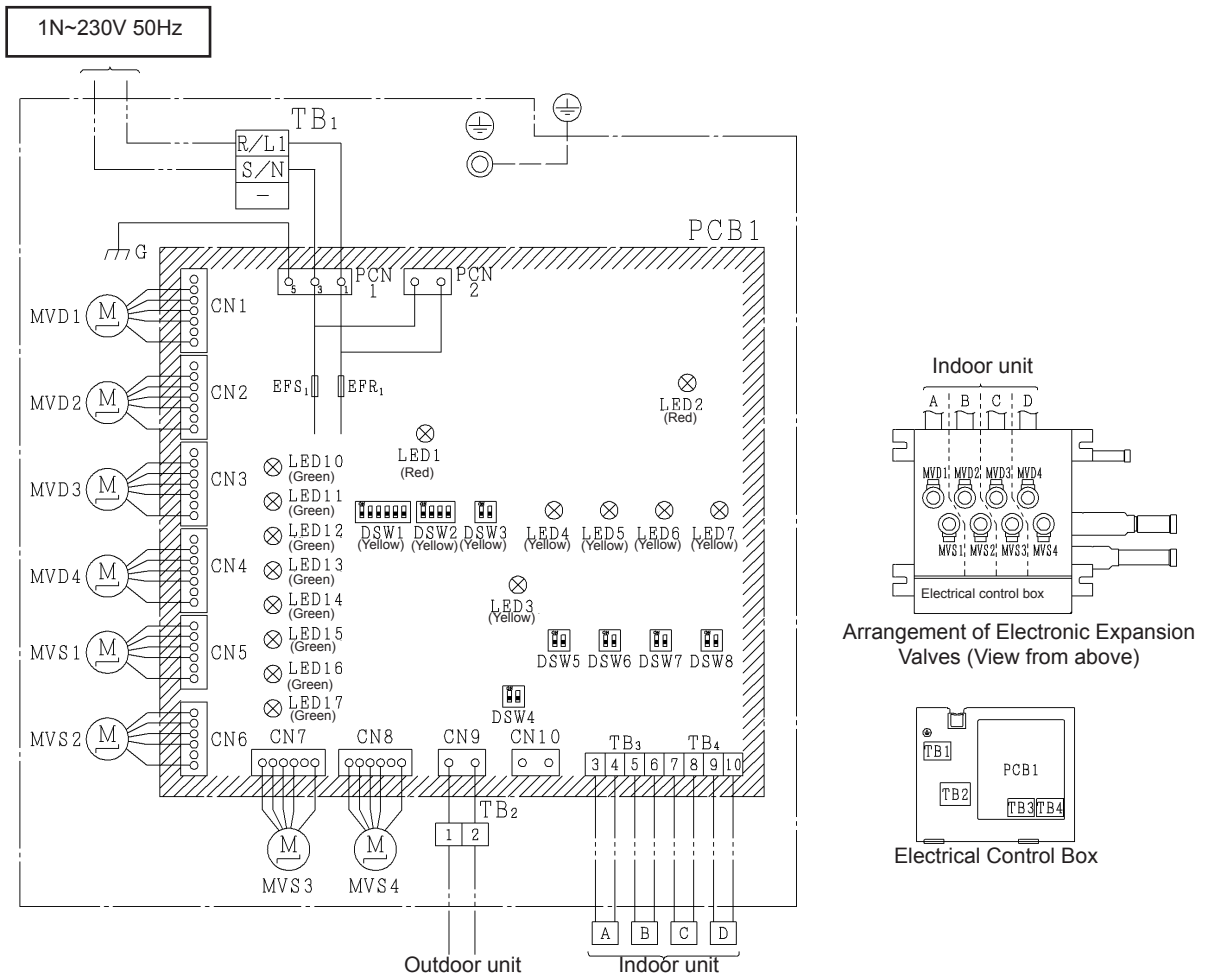 1N~230V 50Hz
TB1
R/L1
S/N
-
G
PCB1
5 3 1
PCN
1
PCN
2
MVD1
M
CN1
MVD2
M
CN2
MVD3
M
CN3
MVD4
M
CN4
MVS1
M
CN5
MVS2
M
CN6
EFS1
EFR1
LED1
(Red)
LED2
(Red)
LED10
(Green)
LED11
(Green)
LED12
(Green)
LED13
(Green)
LED14
(Green)
LED15
(Green)
LED16
(Green)
LED17
(Green)
DSW1 DSW2 DSW3
(Yellow) (Yellow) (Yellow)
LED4 LED5 LED6 LED7
(Yellow) (Yellow) (Yellow) (Yellow)
LED3
(Yellow)
DSW5 DSW6 DSW7 DSW8
DSW4
CN7 CN8 CN9 CN10
TB3 TB4
3 4 5 6 7 8 9 10
TB2
1 2
M M
MVS3 MVS4
A B C D
Outdoor unit
Indoor unit
Indoor unit
A B C D
MVD1 MVD2 MVD3 MVD4
MVS1 MVS2 MVS3 MVS4
Electrical control box
Arrangement of Electronic Expansion
Valves (View from above)
TB1
TB2
PCB1
TB3 TB4
Electrical Control Box